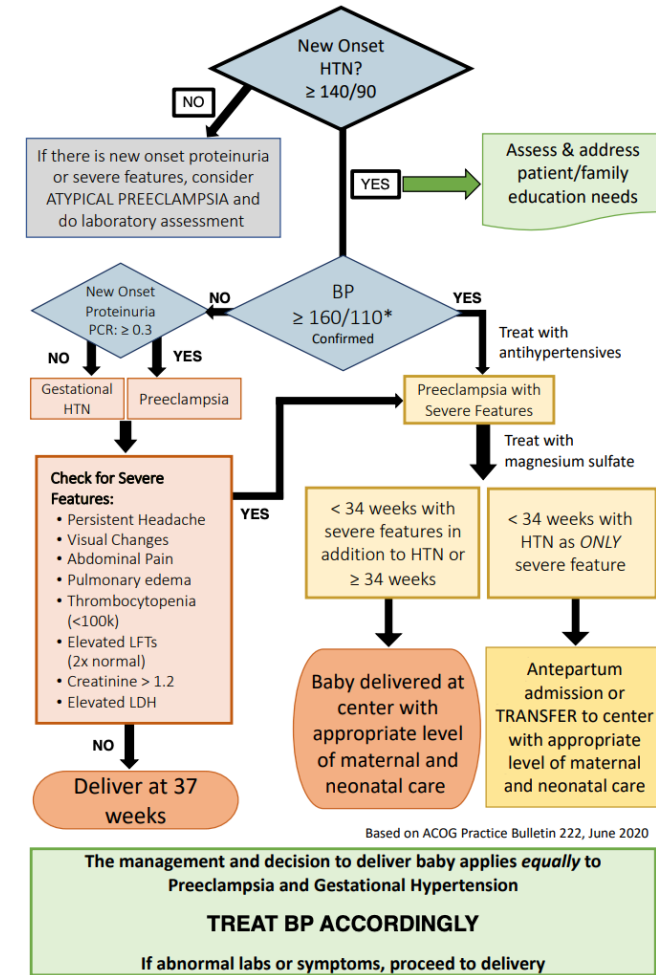 New Onset
HTN?
≥ 140/90
NO
If there is new onset proteinuria
or severe features, consider
ATYPICAL PREECLAMPSIA and
do laboratory assessment
YES
Assess & address
patient/family
education needs
BP
≥ 160/110*
Confirmed
NO
YES
New Onset
Proteinuria
PCR: ≥ 0.3
NO
YES
Gestational
HTN
Preeclampsia
Treat with
antihypertensives
Preeclampsia with
Severe Features
Treat with
magnesium sulfate
Check for Severe
Features:
• Persistent Headache
• Visual Changes
• Abdominal Pain
• Pulmonary edema
• Thrombocytopenia
(<100k)
• Elevated LFTs
(2x normal)
• Creatinine > 1.2
• Elevated LDH
YES
NO
Deliver at 37
weeks
< 34 weeks with
severe features in
addition to HTN or
≥ 34 weeks
< 34 weeks with
HTN as ONLY
severe feature
Baby delivered at
center with
appropriate level
of maternal and
neonatal care
Antepartum
admission or
TRANSFER to center
with appropriate
level of maternal
and neonatal care
Based on ACOG Practice Bulletin 222, June 2020
The management and decision to deliver baby applies equally to
Preeclampsia and Gestational Hypertension
TREAT BP ACCORDINGLY
If abnormal labs or symptoms, proceed to delivery